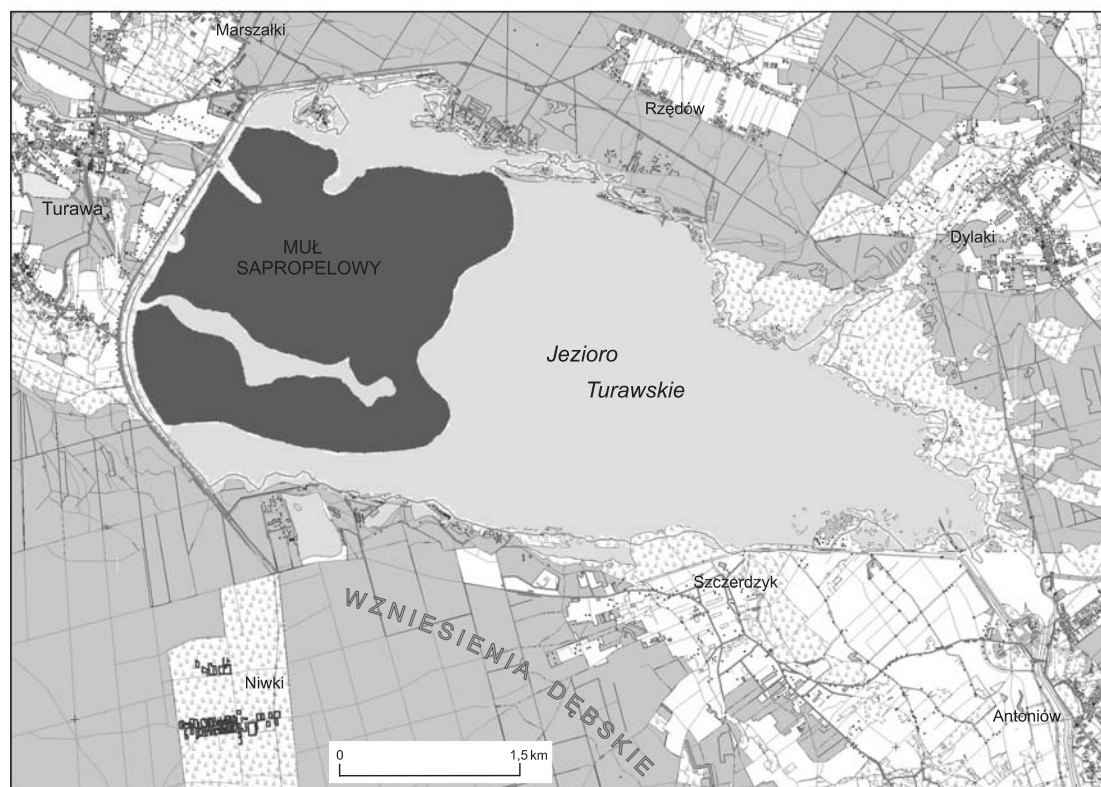 Marszałki
Rzędów
Turawa
Dylaki
MUŁ
SAPROPELOWY
Jezioro
Turawskie
Szczerdzyk
WZNIESIENIA DĘBSKIE
Niwki
Antoniów
0 1,5 km